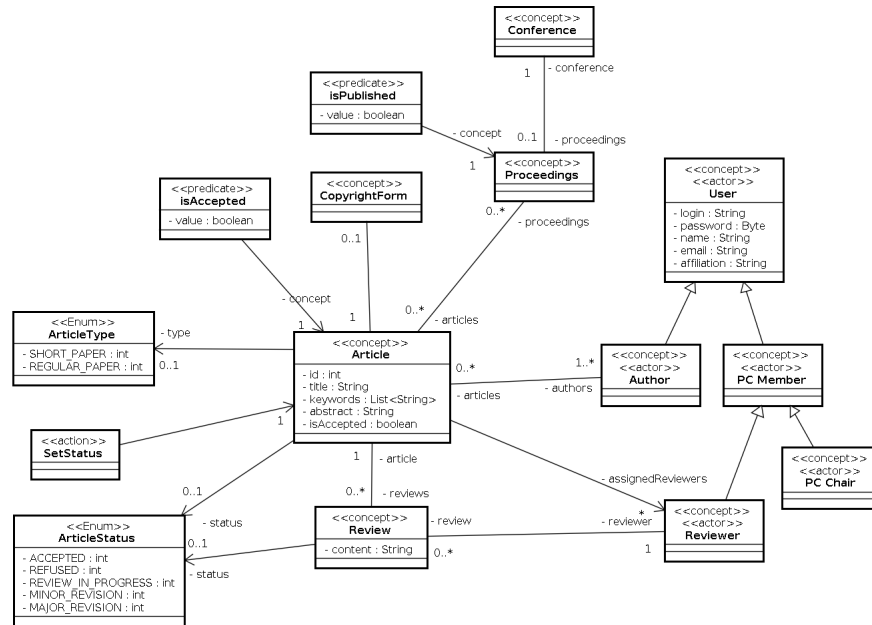 <<concept>>
Conference
1
- conference
<<predicate>>
isPublished
- value : boolean
- concept
1
0..1
- proceedings
<<concept>>
Proceedings
0..*
- proceedings
<<concept>>
<<actor>>
User
- login : String
- password : Byte
- name : String
- email : String
- affiliation : String
<<predicate>>
isAccepted
- value : boolean
<<concept>>
CopyrightForm
0..1
- concept
1
1
0..*
- articles
<<Enum>>
ArticleType
- SHORT_PAPER : int
- REGULAR_PAPER : int
- type
0..1
<<concept>>
Article
- id : int
- title : String
- keywords : List<String>
- abstract : String
- isAccepted : boolean
0..*
- articles
1..*
- authors
<<concept>>
<<actor>>
Author
<<concept>>
<<actor>>
PC Member
<<action>>
SetStatus
1
<<concept>>
<<actor>>
PC Chair
1
- article
0..*
- reviews
- assignedReviewers
*
0..1
- status
<<Enum>>
ArticleStatus
- ACCEPTED : int
- REFUSED : int
- REVIEW_IN_PROGRESS : int
- MINOR_REVISION : int
- MAJOR_REVISION : int
0..1
- status
<<concept>>
Review
- content : String
- review
0..*
- reviewer
1
<<concept>>
<<actor>>
Reviewer